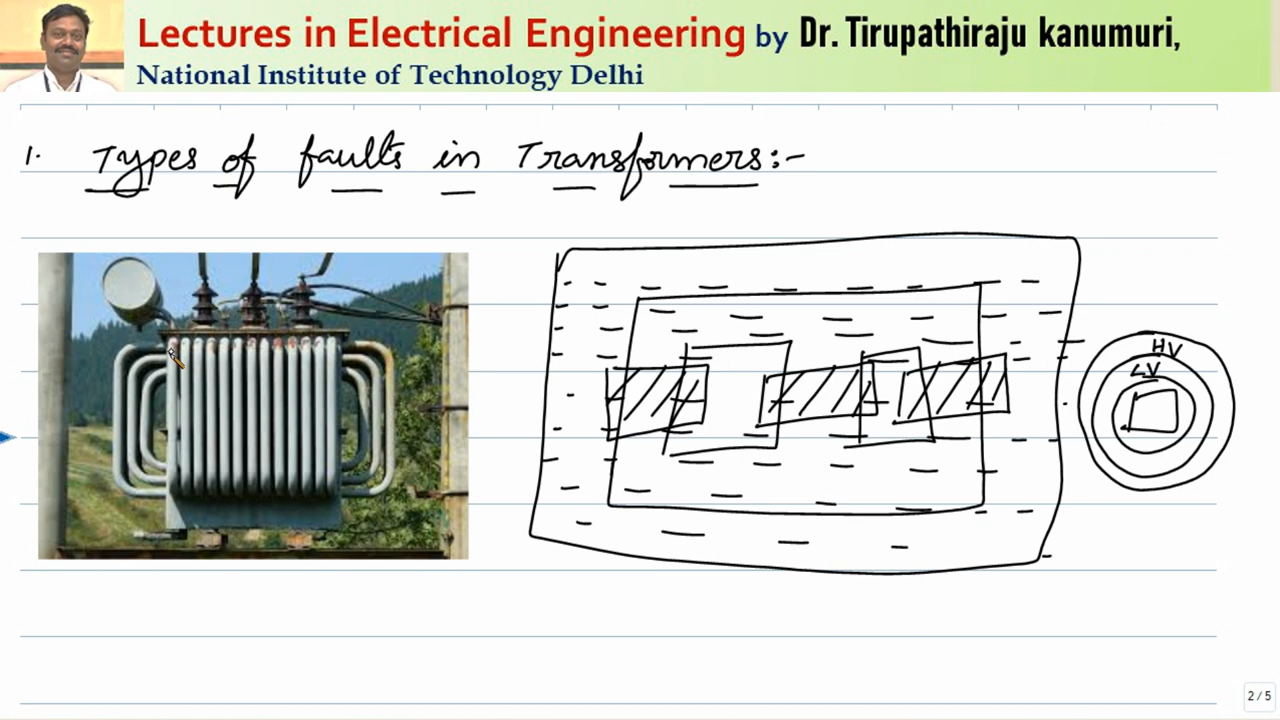 Lectures in Electrical Engineering by Dr. Tirupathiraju kanumuri,
National Institute of Technology Delhi
1. Types of faults in Transformers:-
HV
LV
2 / 5